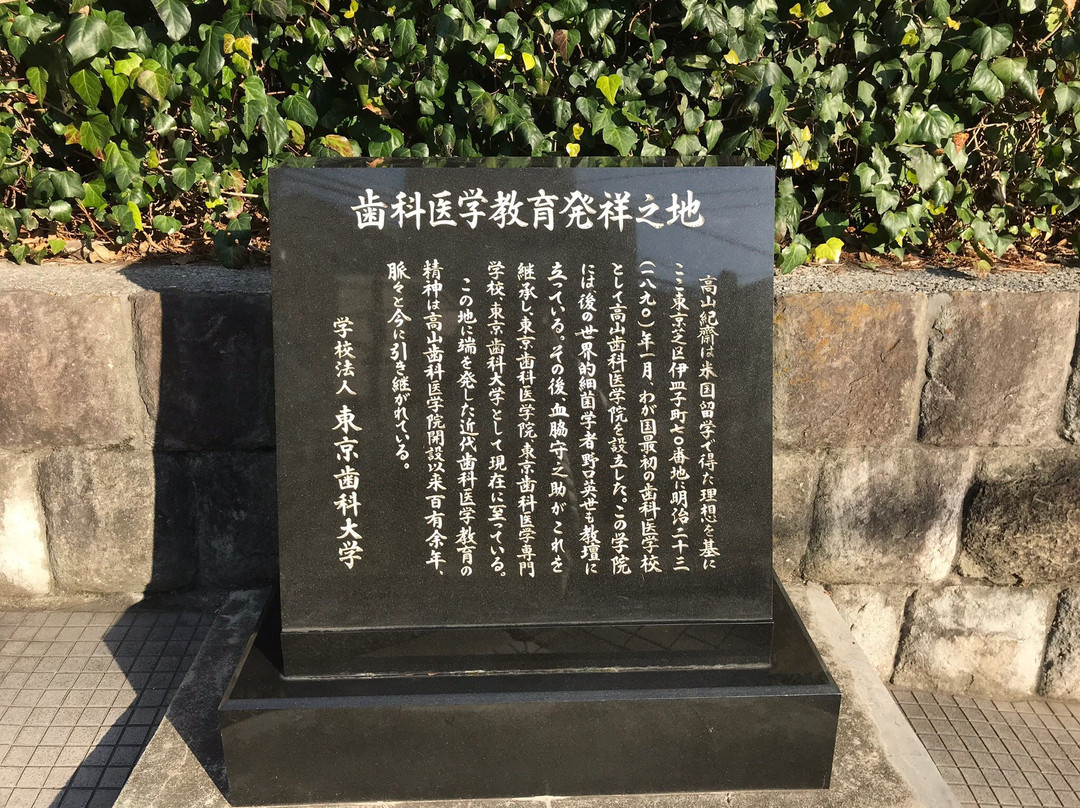 歯科医学教育発祥之地
高山紀齋は米国留学で得た理想を基に
ここ東京芝区伊皿子町七〇番地に明治二十三
(一八九〇)年一月、わが国最初の歯科医学校
として高山歯科医学院を設立した。この学院
には後の世界的細菌学者野口英世も教壇に
立っている。その後、血脇守之助がこれを
継承し、東京歯科医学院、東京歯科医学専門
学校、東京歯科大学として現在に至っている。
この地に端を発した近代歯科医学教育の
精神は高山歯科医学院開設以来百有余年、
脈々と今に引き継がれている。
学校法人 東京歯科大学